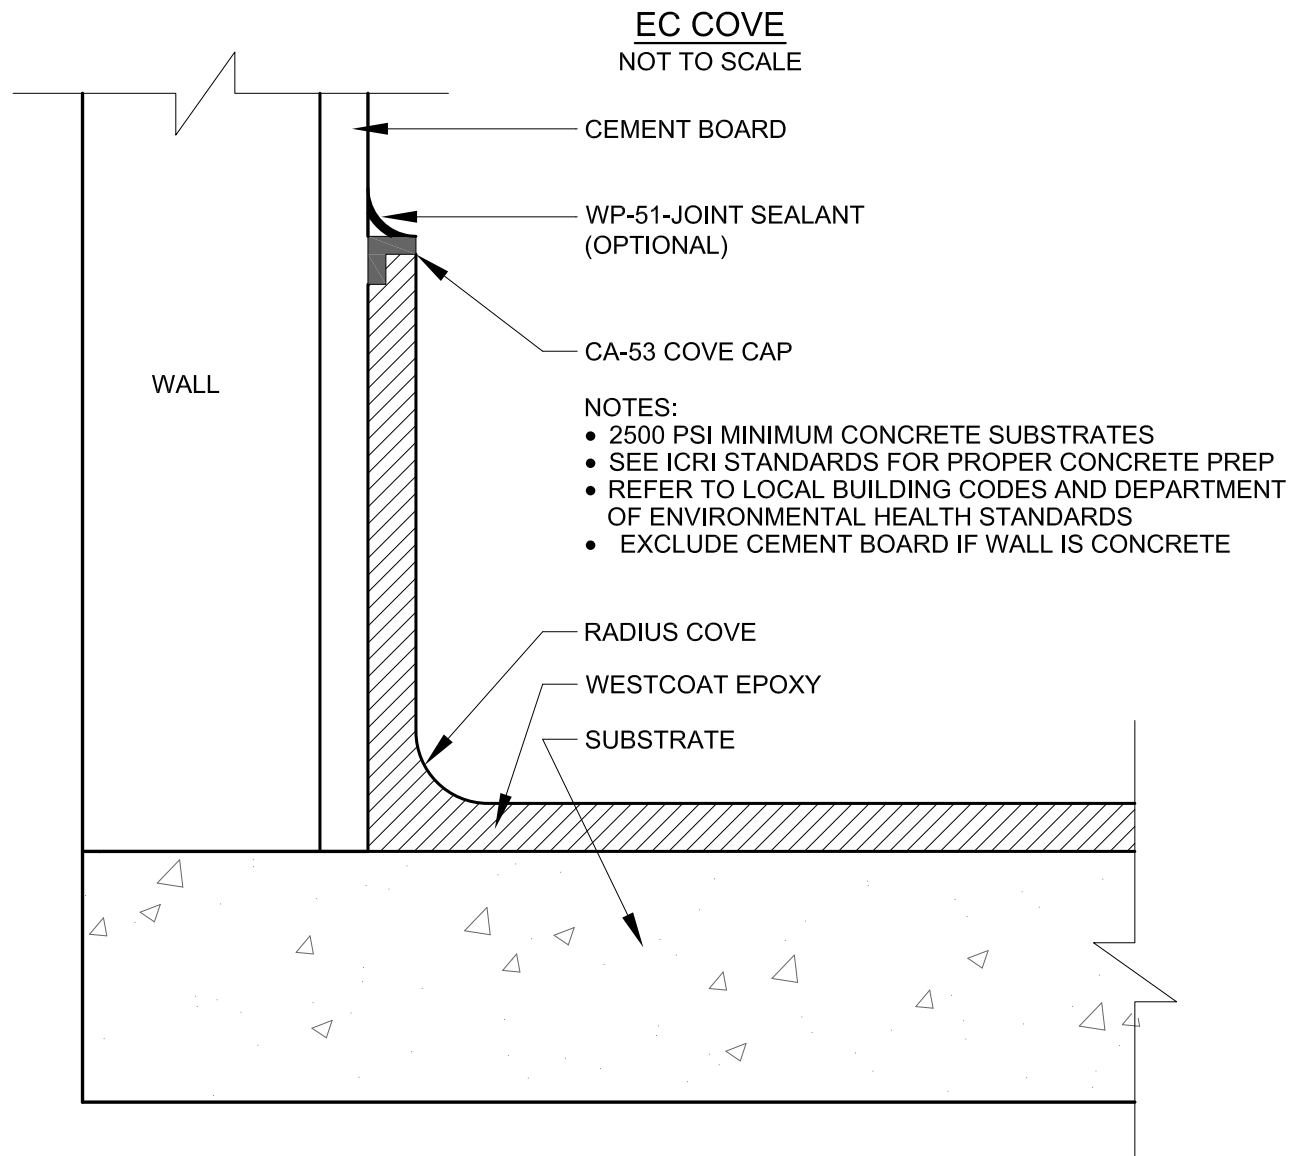 EC COVE
NOT TO SCALE
CEMENT BOARD
WP-51-JOINT SEALANT
(OPTIONAL)
CA-53 COVE CAP
WALL
NOTES:
• 2500 PSI MINIMUM CONCRETE SUBSTRATES
• SEE ICRI STANDARDS FOR PROPER CONCRETE PREP
• REFER TO LOCAL BUILDING CODES AND DEPARTMENT
OF ENVIRONMENTAL HEALTH STANDARDS
• EXCLUDE CEMENT BOARD IF WALL IS CONCRETE
RADIUS COVE
WESTCOAT EPOXY
SUBSTRATE